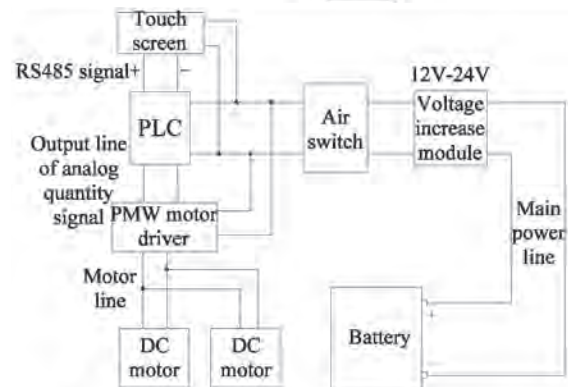 Touch
screen
RS485 signal+
−
12V-24V
PLC
Air
switch
Voltage
increase
module
Output line
of analog
quantity
signal
PMW motor
driver
Main
power
line
Motor
line
DC
motor
DC
motor
Battery
+
−